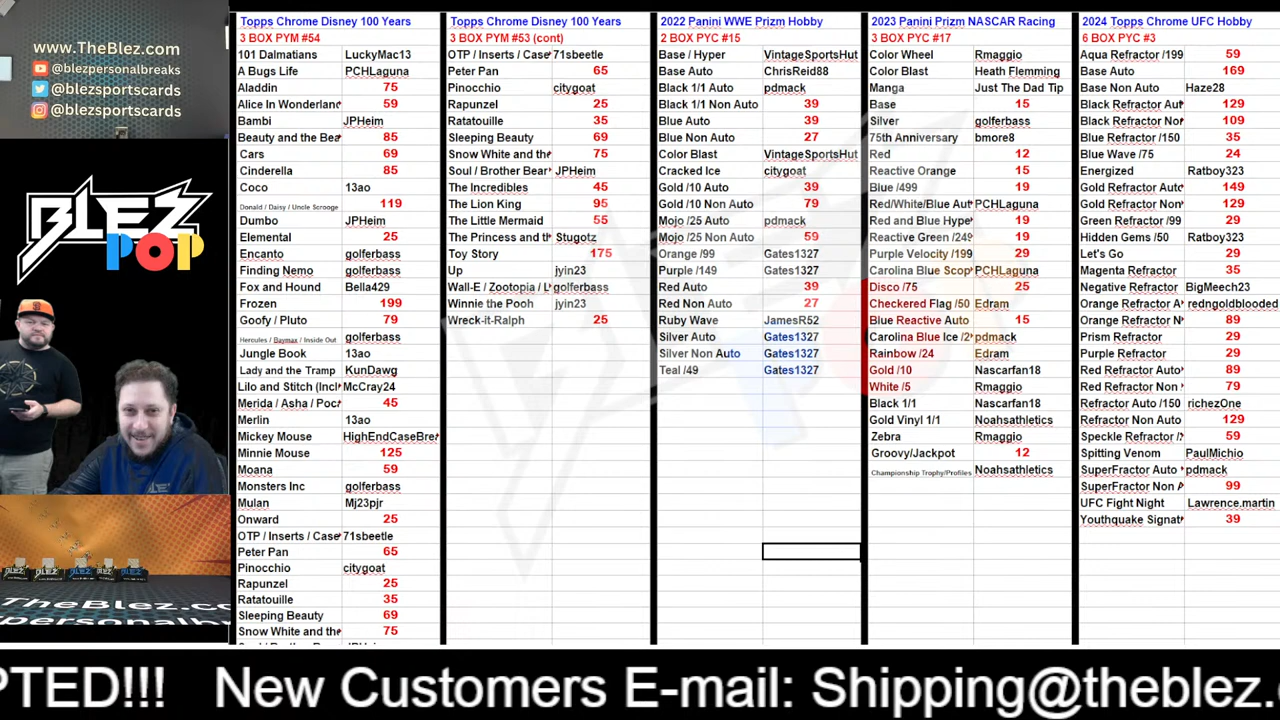 www.TheBlez.com
@blezpersonalbreaks
@blezsportscards
@blezsportscards
BLEZ
POP
TheBlez.co
Topps Chrome Disney 100 Years
3 BOX PYM #54
101 Dalmatians LuckyMac13
A Bugs Life PCHLaguna
Aladdin 75
Alice In Wonderlan 59
Bambi JPHeim
Beauty and the Bea 85
Cars 69
Cinderella 85
Coco 13ao
Donald / Daisy / Uncle Scrooge 119
Dumbo JPHeim
Elemental 25
Encanto golferbass
Finding Nemo golferbass
Fox and Hound Bella429
Frozen 199
Goofy / Pluto 79
Hercules / Baymax / Inside Out golferbass
Jungle Book 13ao
Lady and the Tramp KunDawg
Lilo and Stitch (Incl McCray24
Merida / Asha / Poc 45
Merlin 13ao
Mickey Mouse HighEndCaseBre
Minnie Mouse 125
Moana 59
Monsters Inc golferbass
Mulan Mj23pjr
Onward 25
OTP / Inserts / Case 71sbeetle
Peter Pan 65
Pinocchio citygoat
Rapunzel 25
Ratatouille 35
Sleeping Beauty 69
Snow White and the 75
Topps Chrome Disney 100 Years
3 BOX PYM #53 (cont)
OTP / Inserts / Case 71sbeetle
Peter Pan 65
Pinocchio citygoat
Rapunzel 25
Ratatouille 35
Sleeping Beauty 69
Snow White and th 75
Soul / Brother Bear JPHeim
The Incredibles 45
The Lion King 95
The Little Mermaid 55
The Princess and th Stugotz
Toy Story 175
Up jyin23
Wall-E / Zootopia / L golferbass
Winnie the Pooh jyin23
Wreck-it-Ralph 25
2022 Panini WWE Prizm Hobby
2 BOX PYC #15
Base / Hyper VintageSportsHut
Base Auto ChrisReid88
Black 1/1 Auto pdmack
Black 1/1 Non Auto 39
Blue Auto 39
Blue Non Auto 27
Color Blast VintageSportsHut
Cracked Ice citygoat
Gold /10 Auto 39
Gold /10 Non Auto 79
Mojo /25 Auto pdmack
Mojo /25 Non Auto 59
Orange /99 Gates1327
Purple /149 Gates1327
Red Auto 39
Red Non Auto 27
Ruby Wave JamesR52
Silver Auto Gates1327
Silver Non Auto Gates1327
Teal /49 Gates1327
2023 Panini Prizm NASCAR Racing
3 BOX PYC #17
Color Wheel Rmaggio
Color Blast Heath Flemming
Manga Just The Dad Tip
Base 15
Silver golferbass
75th Anniversary bmore8
Red 12
Reactive Orange 15
Blue /499 19
Red/White/Blue Aut PCHLaguna
Red and Blue Hype 19
Reactive Green /249 19
Purple Velocity /199 29
Carolina Blue Scop PCHLaguna
Disco /75 25
Checkered Flag /50 Edram
Blue Reactive Auto 15
Carolina Blue Ice /2 pdmack
Rainbow /24 Edram
Gold /10 Nascarfan18
White /5 Rmaggio
Black 1/1 Nascarfan18
Gold Vinyl 1/1 Noahsathletics
Zebra Rmaggio
Groovy/Jackpot 12
Championship Trophy/Profiles Noahsathletics
2024 Topps Chrome UFC Hobby
6 BOX PYC #3
Aqua Refractor /199 59
Base Auto 169
Base Non Auto Haze28
Black Refractor Aut 129
Black Refractor No 109
Blue Refractor /150 35
Blue Wave /75 24
Energized Ratboy323
Gold Refractor Aut 149
Gold Refractor Non 129
Green Refractor /99 29
Hidden Gems /50 Ratboy323
Let's Go 29
Magenta Refractor 35
Negative Refractor BigMeech23
Orange Refractor A redngoldblooded
Orange Refractor N 89
Prism Refractor 29
Purple Refractor 29
Red Refractor Auto 89
Red Refractor Non 79
Refractor Auto /150 richezOne
Refractor Non Auto 129
Speckle Refractor / 59
Spitting Venom PaulMichio
SuperFractor Auto pdmack
SuperFractor Non A 99
UFC Fight Night Lawrence.martin
Youthquake Signat 39
PTED!!! New Customers E-mail: Shipping@theblez.